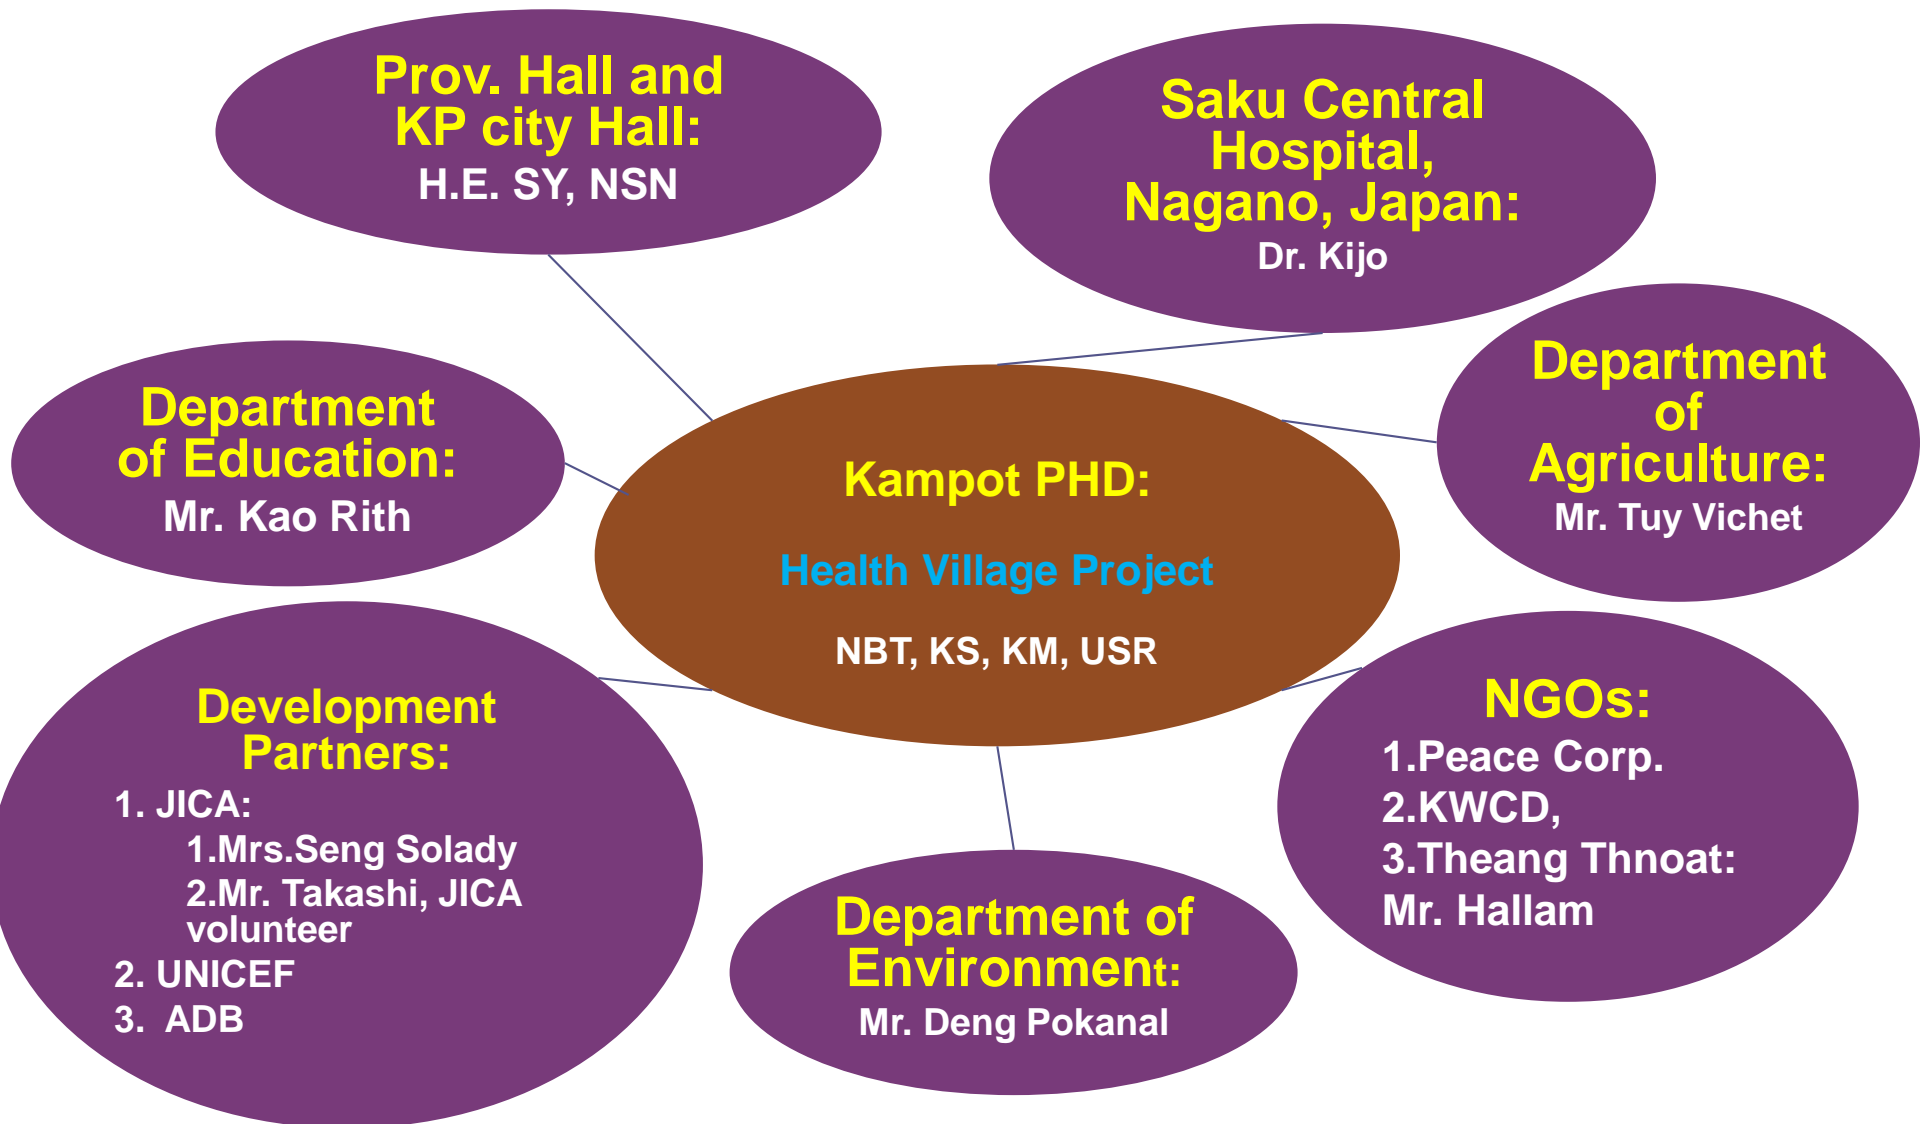 Prov. Hall and
KP city Hall:
H.E. SY, NSN
Saku Central
Hospital,
Nagano, Japan:
Dr. Kijo
Department
of Education:
Mr. Kao Rith
Kampot PHD:
Health Village Project
NBT, KS, KM, USR
Department
of
Agriculture:
Mr. Tuy Vichet
Development
Partners:
1. JICA:
1.Mrs.Seng Solady
2.Mr. Takashi, JICA
volunteer
2. UNICEF
3. ADB
Department of
Environment:
Mr. Deng Pokanal
NGOs:
1.Peace Corp.
2.KWCD,
3.Theang Thnoat:
Mr. Hallam